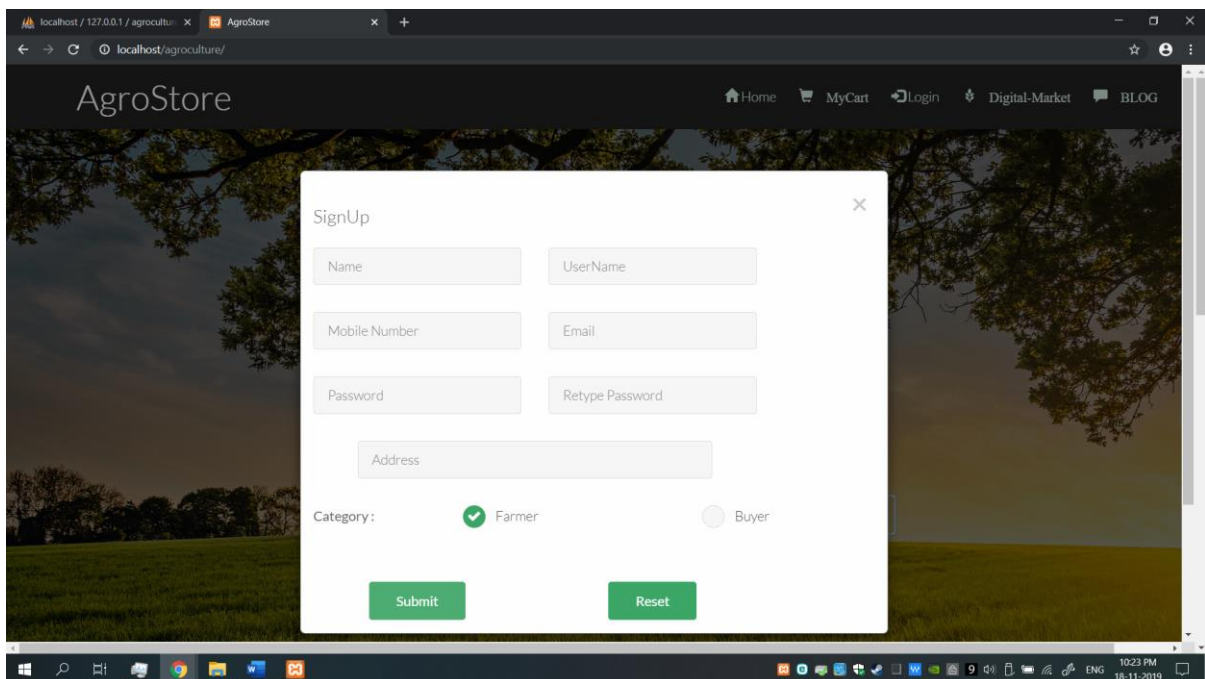 localhost / 127.0.0.1 / agrocultur
AgroStore
localhost/agroculture/
AgroStore
Home MyCart Login Digital-Market BLOG
SignUp
Name UserName
Mobile Number Email
Password Retype Password
Address
Category : Farmer Buyer
Submit Reset
ENG 10:23 PM
18-11-2019